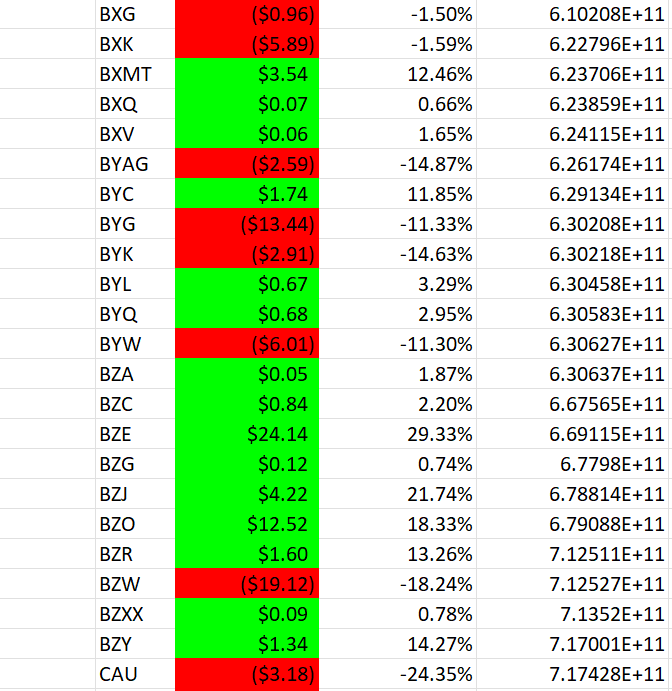 BXG ($0.96) -1.50% 6.10208E+11
BXK ($5.89) -1.59% 6.22796E+11
BXMT $3.54 12.46% 6.23706E+11
BXQ $0.07 0.66% 6.23859E+11
BXV $0.06 1.65% 6.24115E+11
BYAG ($2.59) -14.87% 6.26174E+11
BYC $1.74 11.85% 6.29134E+11
BYG ($13.44) -11.33% 6.30208E+11
BYK ($2.91) -14.63% 6.30218E+11
BYL $0.67 3.29% 6.30458E+11
BYQ $0.68 2.95% 6.30583E+11
BYW ($6.01) -11.30% 6.30627E+11
BZA $0.05 1.87% 6.30637E+11
BZC $0.84 2.20% 6.67565E+11
BZE $24.14 29.33% 6.69115E+11
BZG $0.12 0.74% 6.7798E+11
BZJ $4.22 21.74% 6.78814E+11
BZO $12.52 18.33% 6.79088E+11
BZR $1.60 13.26% 7.12511E+11
BZW ($19.12) -18.24% 7.12527E+11
BZXX $0.09 0.78% 7.1352E+11
BZY $1.34 14.27% 7.17001E+11
CAU ($3.18) -24.35% 7.17428E+11